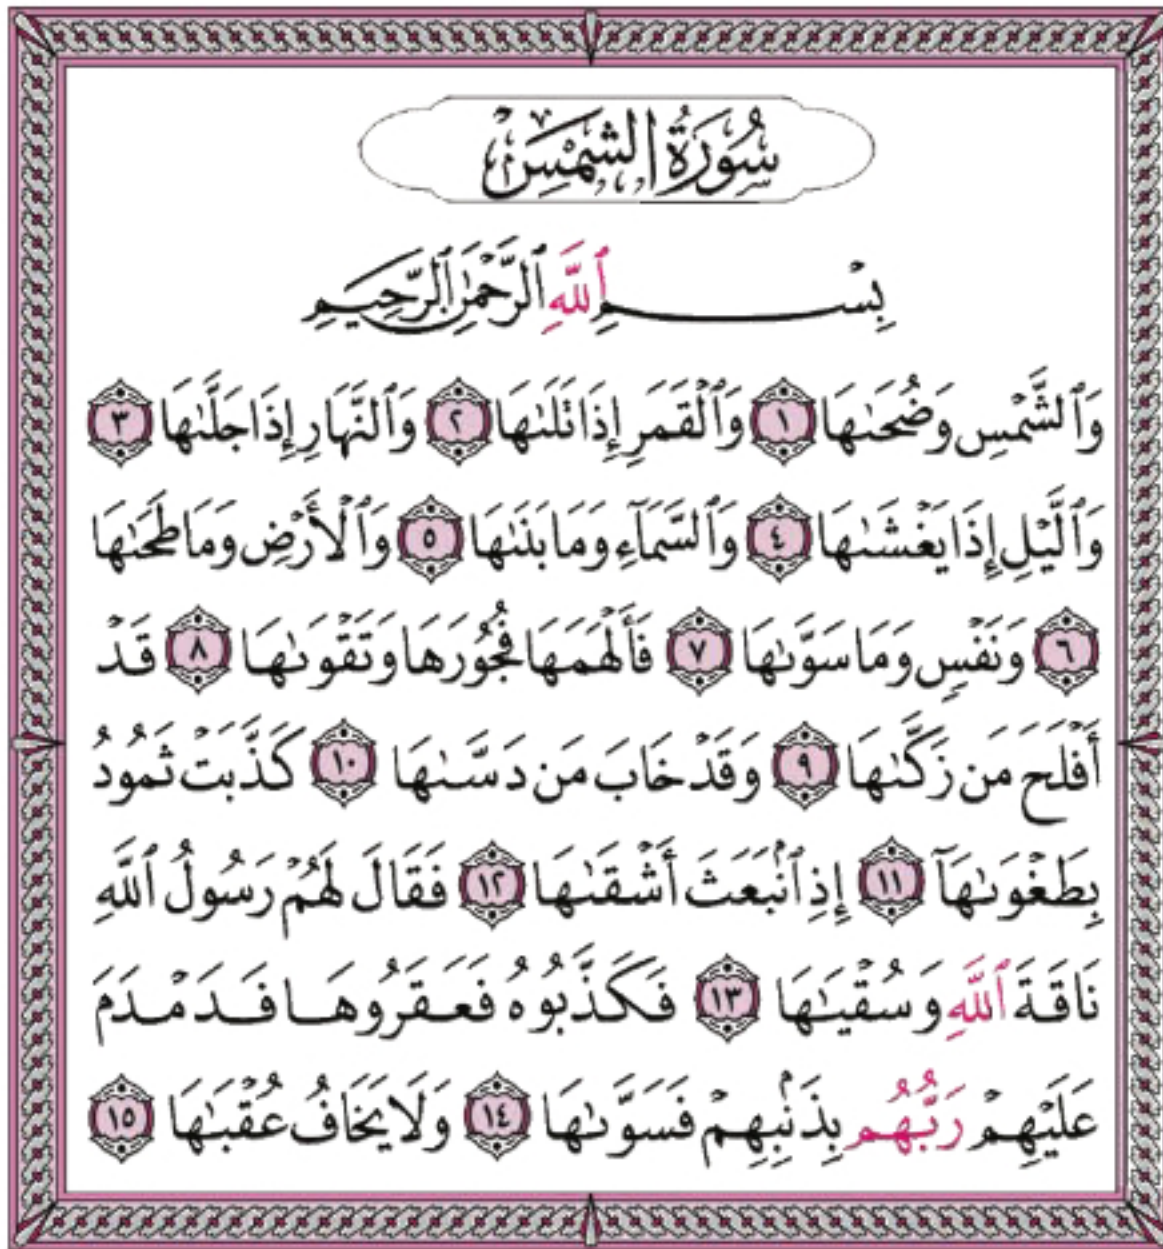 سُورَةُ الشَّمْسِ
بِسْمِ ٱللَّهِ ٱلرَّحْمَٰنِ ٱلرَّحِيمِ
وَٱلشَّمْسِ وَضُحَىٰهَا ١ وَٱلْقَمَرِ إِذَا تَلَىٰهَا ٢ وَٱلنَّهَارِ إِذَا جَلَّىٰهَا ٣
وَٱلَّيْلِ إِذَا يَغْشَىٰهَا ٤ وَٱلسَّمَآءِ وَمَا بَنَىٰهَا ٥ وَٱلْأَرْضِ وَمَا طَحَىٰهَا
٦ وَنَفْسٍ وَمَا سَوَّىٰهَا ٧ فَأَلْهَمَهَا فُجُورَهَا وَتَقْوَىٰهَا ٨ قَدْ
أَفْلَحَ مَن زَكَّىٰهَا ٩ وَقَدْ خَابَ مَن دَسَّىٰهَا ١٠ كَذَّبَتْ ثَمُودُ
بِطَغْوَىٰهَآ ١١ إِذِ ٱنۢبَعَثَ أَشْقَىٰهَا ١٢ فَقَالَ لَهُمْ رَسُولُ ٱللَّهِ
نَاقَةَ ٱللَّهِ وَسُقْيَٰهَا ١٣ فَكَذَّبُوهُ فَعَقَرُوهَا فَدَمْدَمَ
عَلَيْهِمْ رَبُّهُم بِذَنۢبِهِمْ فَسَوَّىٰهَا ١٤ وَلَا يَخَافُ عُقْبَٰهَا ١٥